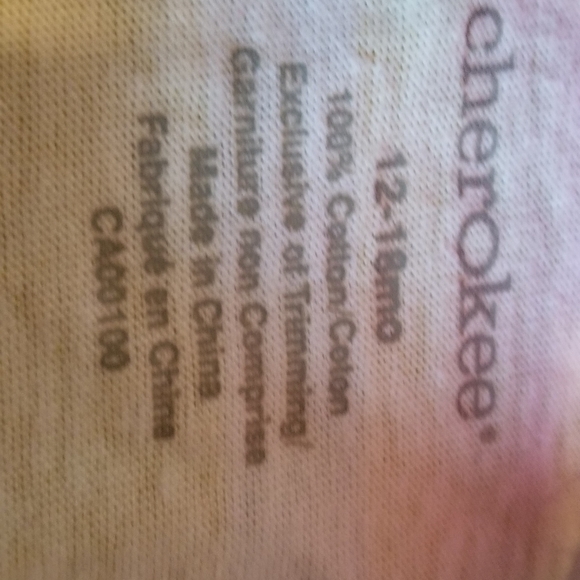 cherokee®
12-18mo
100% Cotton/Coton
Exclusive of Trimming/
Garniture non Comprise
Made in China
Fabriqué en Chine
CA00100